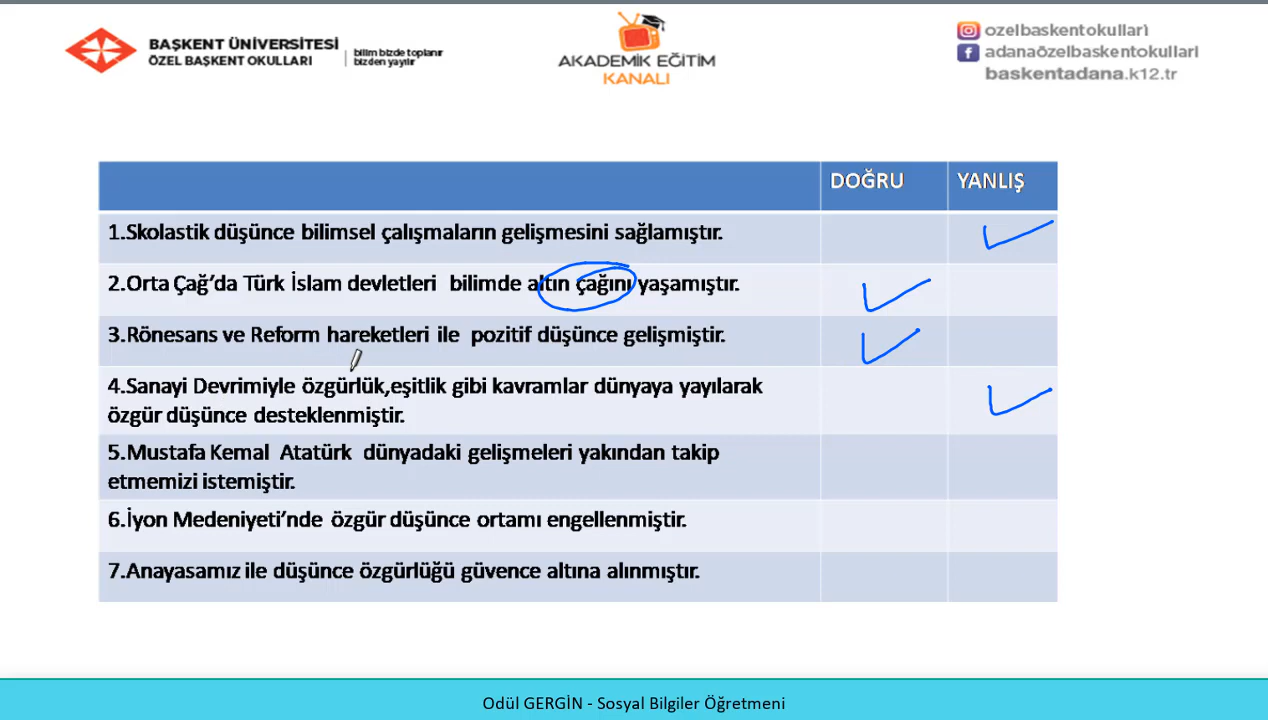 BAŞKENT ÜNİVERSİTESİ
ÖZEL BAŞKENT OKULLARI
bilim bizde toplanır
bizden yayılır
AKADEMİK EĞİTİM
KANALI
ozelbaskentokullari
adanaözelbaskentokullari
baskentadana.k12.tr
DOĞRU YANLIŞ
1.Skolastik düşünce bilimsel çalışmaların gelişmesini sağlamıştır.
2.Orta Çağ'da Türk İslam devletleri bilimde altın çağını yaşamıştır.
3.Rönesans ve Reform hareketleri ile pozitif düşünce gelişmiştir.
4.Sanayi Devrimiyle özgürlük,eşitlik gibi kavramlar dünyaya yayılarak
özgür düşünce desteklenmiştir.
5.Mustafa Kemal Atatürk dünyadaki gelişmeleri yakından takip
etmemizi istemiştir.
6.İyon Medeniyeti'nde özgür düşünce ortamı engellenmiştir.
7.Anayasamız ile düşünce özgürlüğü güvence altına alınmıştır.
Odül GERGİN - Sosyal Bilgiler Öğretmeni